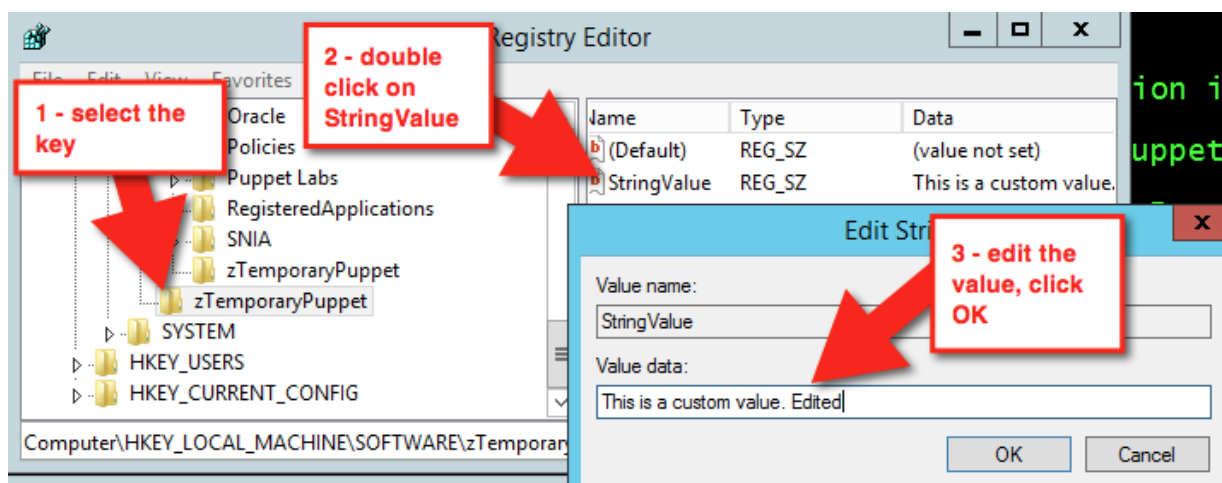 Registry Editor
File Edit View Favorites
1 - select the
key
2 - double
click on
StringValue
Oracle
Policies
Puppet Labs
RegisteredApplications
SNIA
zTemporaryPuppet
zTemporaryPuppet
SYSTEM
HKEY_USERS
HKEY_CURRENT_CONFIG
Computer\HKEY_LOCAL_MACHINE\SOFTWARE\zTemporary
Name Type Data
(Default) REG_SZ (value not set)
StringValue REG_SZ This is a custom value.
ion i
uppet
Edit Stri
3 - edit the
value, click
OK
Value name:
StringValue
Value data:
This is a custom value. Edited
OK Cancel